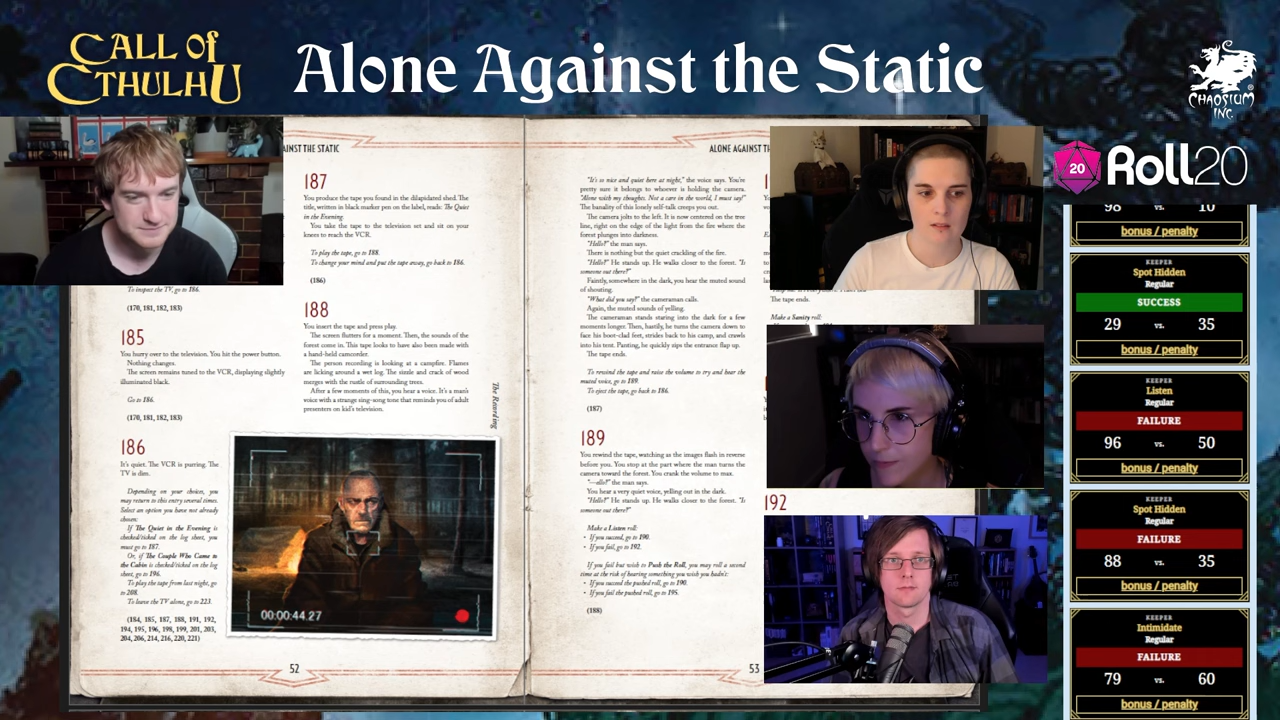 CALL of
CTHULHU
Alone Against the Static
CHAOSIUM
INC.
20
Roll20
AINST THE STATIC
To inspect the TV, go to 186.
(170, 181, 182, 183)
185
You hurry over to the television. You hit the power button.
Nothing changes.
The screen remains tuned to the VCR, displaying slightly
illuminated black.
Go to 186.
(170, 181, 182, 183)
186
It's quiet. The VCR is purring. The
TV is dim.
Depending on your choices, you
may return to this entry several times.
Select an option you have not already
chosen:
If The Quiet in the Evening is
checked/ticked on the log sheet, you
must go to 187.
Or, if The Couple Who Came to
the Cabin is checked/ticked on the log
sheet, go to 196.
To play the tape from last night, go
to 208.
To leave the TV alone, go to 223.
(184, 185, 187, 188, 191, 192,
194, 195, 196, 198, 199, 201, 203,
204, 206, 214, 216, 220, 221)
187
You produce the tape you found in the dilapidated shed. The
title, written in black marker pen on the label, reads: The Quiet
in the Evening.
You take the tape to the television set and sit on your
knees to reach the VCR.
To play the tape, go to 188.
To change your mind and put the tape away, go back to 186.
(186)
188
You insert the tape and press play.
The screen flutters for a moment. Then, the sounds of the
forest come in. This tape looks to have also been made with
a hand-held camcorder.
The person recording is looking at a campfire. Flames
are licking around a wet log. The sizzle and crack of wood
merges with the rustle of surrounding trees.
After a few moments of this, you hear a voice. It's a man's
voice with a strange sing-song tone that reminds you of adult
presenters on kid's television.
The Recording
00:00:44.27
52
ALONE AGAINST TH
"It's so nice and quiet here at night," the voice says. You're
pretty sure it belongs to whoever is holding the camera.
"Alone with my thoughts. Not a care in the world, I must say!"
The banality of this lonely self-talk creeps you out.
The camera jolts to the left. It is now centered on the tree
line, right on the edge of the light from the fire where the
forest plunges into darkness.
"Hello?" the man says.
There is nothing but the quiet crackling of the fire.
"Hello?" He stands up. He walks closer to the forest. "Is
someone out there?"
Faintly, somewhere in the dark, you hear the muted sound
of shouting.
"What did you say?" the cameraman calls.
Again, the muted sounds of yelling.
The cameraman stands staring into the dark for a few
moments longer. Then, hastily, he turns the camera down to
face his boot-clad feet, strides back to his camp, and crawls
into his tent. Panting, he quickly zips the entrance flap up.
The tape ends.
To rewind the tape and raise the volume to try and hear the
muted voice, go to 189.
To eject the tape, go back to 186.
(187)
189
You rewind the tape, watching as the images flash in reverse
before you. You stop at the part where the man turns the
camera toward the forest. You crank the volume to max.
"—ello?" the man says.
You hear a very quiet voice, yelling out in the dark.
"Hello?" He stands up. He walks closer to the forest. "Is
someone out there?"
Make a Listen roll:
• If you succeed, go to 190.
• If you fail, go to 192.
If you fail but wish to Push the Roll, you may roll a second
time at the risk of hearing something you wish you hadn't:
• If you succeed the pushed roll, go to 190.
• If you fail the pushed roll, go to 195.
(188)
53
The tape ends.
Make a Sanity roll:
192
98 vs. 10
bonus / penalty
KEEPER
Spot Hidden
Regular
SUCCESS
29 vs. 35
bonus / penalty
KEEPER
Listen
Regular
FAILURE
96 vs. 50
bonus / penalty
KEEPER
Spot Hidden
Regular
FAILURE
88 vs. 35
bonus / penalty
KEEPER
Intimidate
Regular
FAILURE
79 vs. 60
bonus / penalty